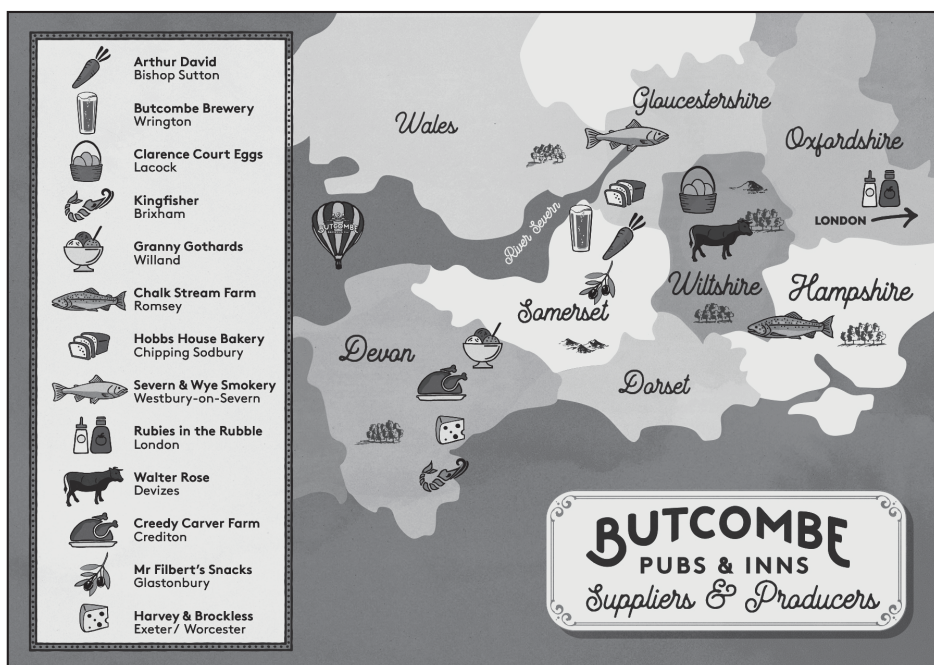 Arthur David
Bishop Sutton
Butcombe Brewery
Wrington
Clarence Court Eggs
Lacock
Kingfisher
Brixham
Granny Gothards
Willand
Chalk Stream Farm
Romsey
Hobbs House Bakery
Chipping Sodbury
Severn & Wye Smokery
Westbury-on-Severn
Rubies in the Rubble
London
Walter Rose
Devizes
Creedy Carver Farm
Crediton
Mr Filbert's Snacks
Glastonbury
Harvey & Brockless
Exeter/ Worcester
Wales
Gloucestershire
Oxfordshire
LONDON
BUTCOMBE
River Severn
Wiltshire
Hampshire
Somerset
Devon
Dorset
BUTCOMBE
PUBS & INNS
Suppliers & Producers